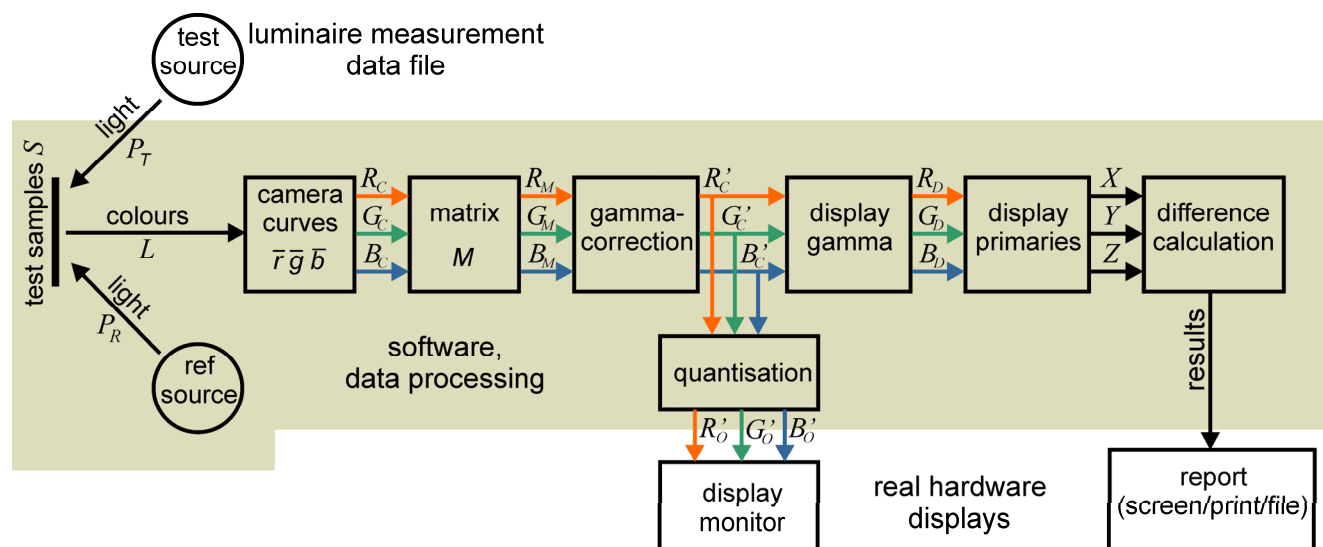 test
source
luminaire measurement
data file
light
P_T
test samples S
colours
L
light
P_R
ref
source
camera
curves
r̅ g̅ b̅
R_C
G_C
B_C
matrix
M
R_M
G_M
B_M
gamma-
correction
R_C'
G_C'
B_C'
display
gamma
R_D
G_D
B_D
display
primaries
X
Y
Z
difference
calculation
software,
data processing
quantisation
results
R_O'
G_O'
B_O'
display
monitor
real hardware
displays
report
(screen/print/file)